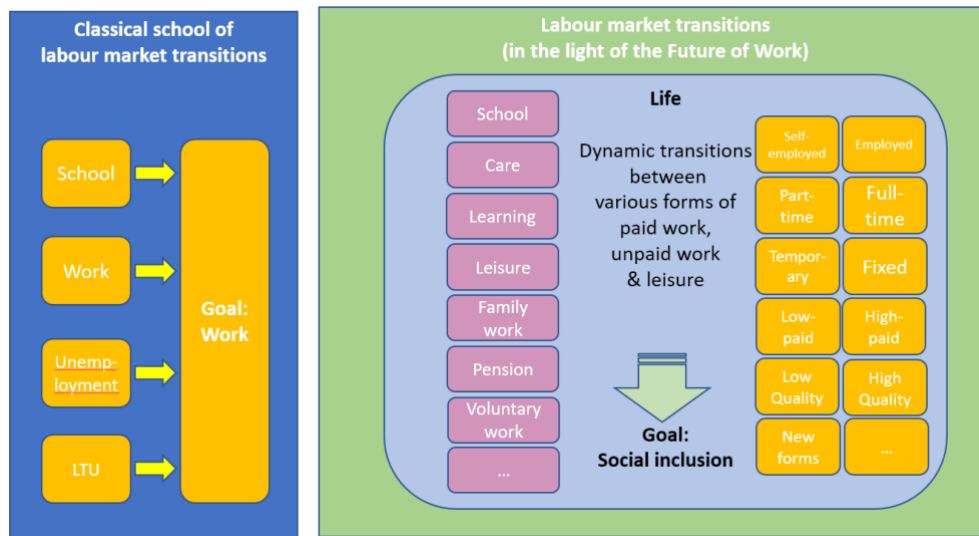 Classical school of
labour market transitions
School
Work
Unemp-
loyment
LTU
Goal:
Work
Labour market transitions
(in the light of the Future of Work)
Life
School
Care
Learning
Leisure
Family
work
Pension
Voluntary
work
...
Dynamic transitions
between
various forms of
paid work,
unpaid work
& leisure
Goal:
Social inclusion
Self-
employed
Employed
Part-
time
Full-
time
Tempor-
ary
Fixed
Low-
paid
High-
paid
Low
Quality
High
Quality
New
forms
...